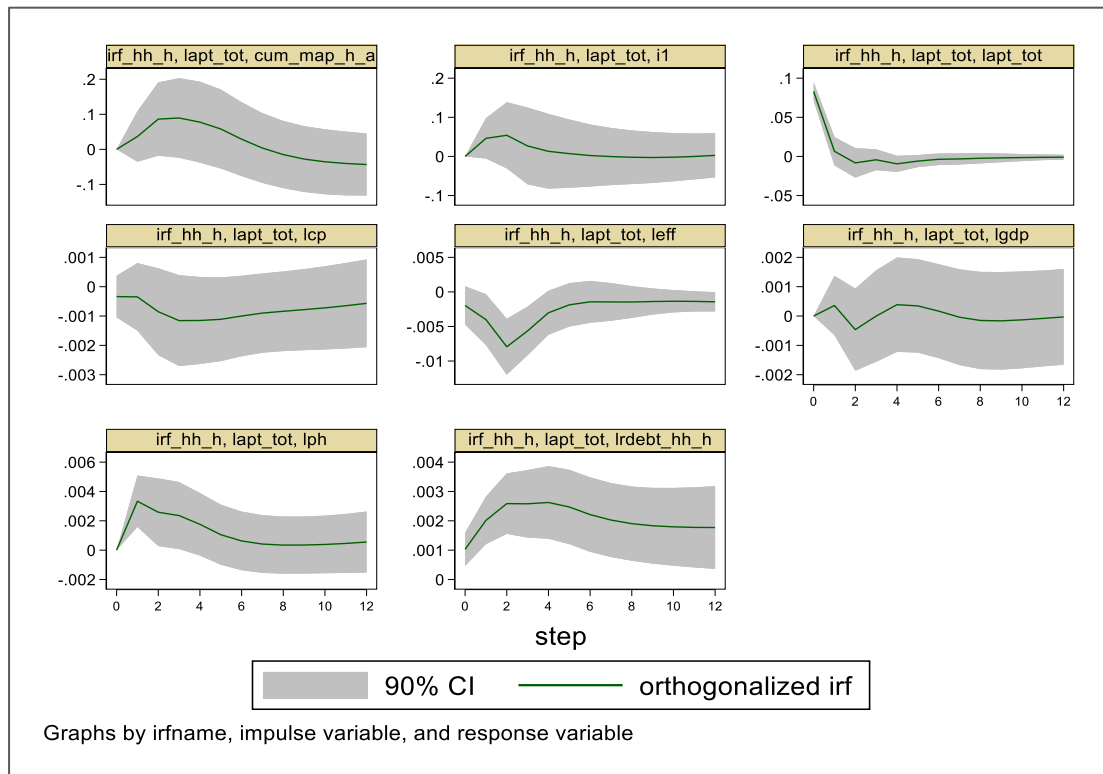 irf_hh_h, lapt_tot, cum_map_h_a
irf_hh_h, lapt_tot, i1
irf_hh_h, lapt_tot, lapt_tot
.2
.1
0
-.1
.2
.1
0
-.1
.1
.05
0
-.05
irf_hh_h, lapt_tot, lcp
irf_hh_h, lapt_tot, leff
irf_hh_h, lapt_tot, lgdp
.001
0
-.001
-.002
-.003
.005
0
-.005
-.01
.002
.001
0
-.001
-.002
0 2 4 6 8 10 12
irf_hh_h, lapt_tot, lph
irf_hh_h, lapt_tot, lrdebt_hh_h
.006
.004
.002
0
-.002
.004
.003
.002
.001
0
0 2 4 6 8 10 12
0 2 4 6 8 10 12
step
90% CI
orthogonalized irf
Graphs by irfname, impulse variable, and response variable